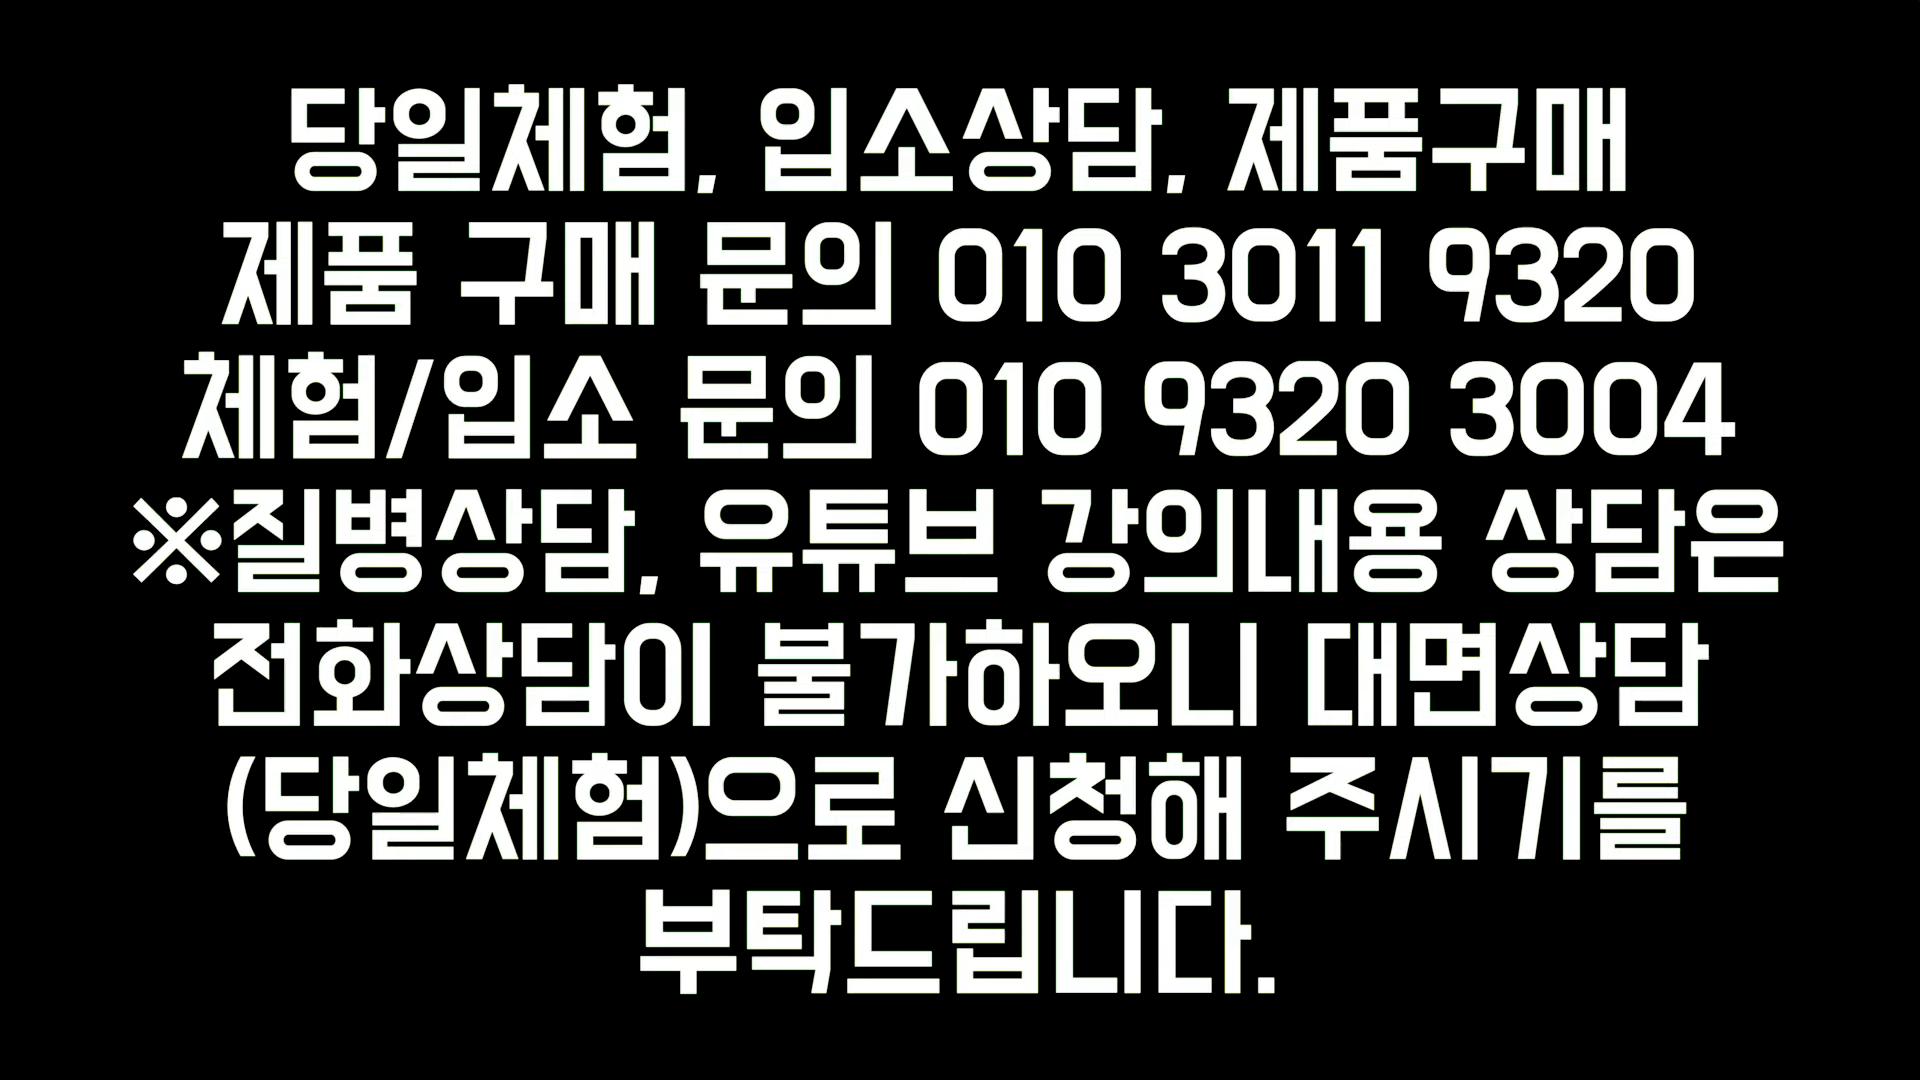 당일체험, 입소상담, 제품구매
제품 구매 문의 010 3011 9320
체험/입소 문의 010 9320 3004
※질병상담, 유튜브 강의내용 상담은
전화상담이 불가하오니 대면상담
(당일체험)으로 신청해 주시기를
부탁드립니다.